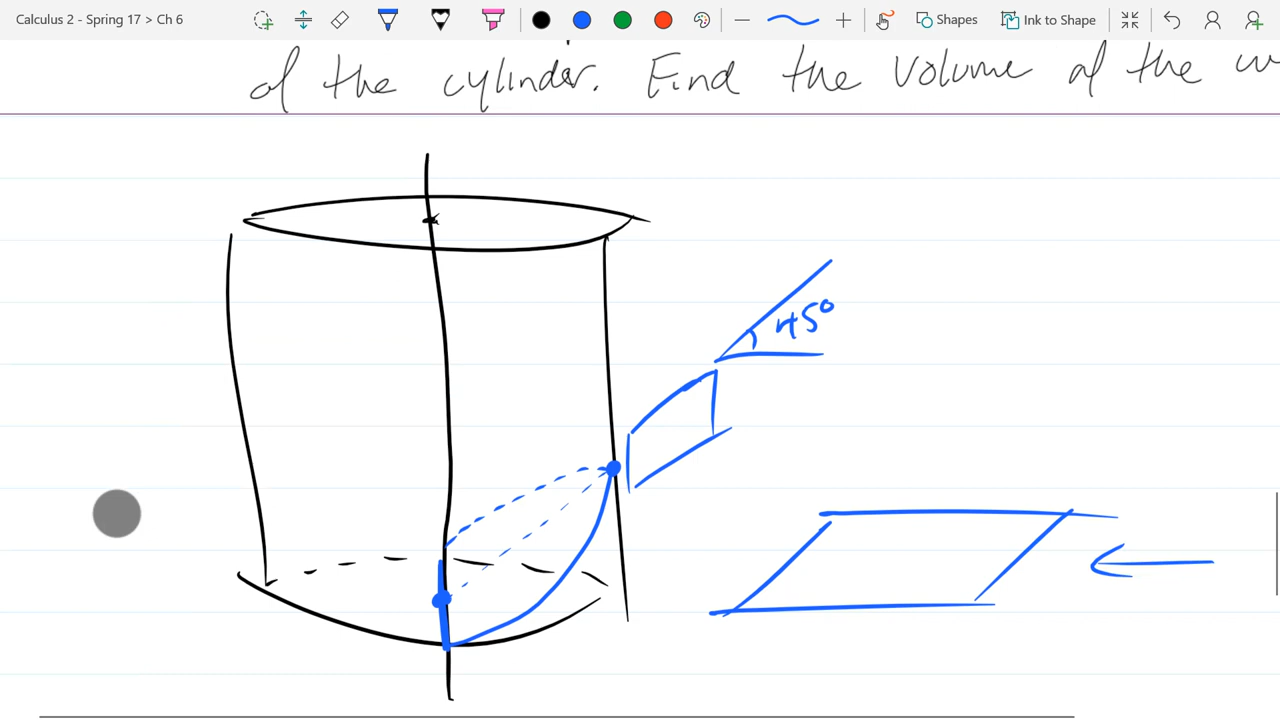 Calculus 2 - Spring 17 > Ch 6
Shapes
Ink to Shape
of the cylinder. Find the volume of the
45°